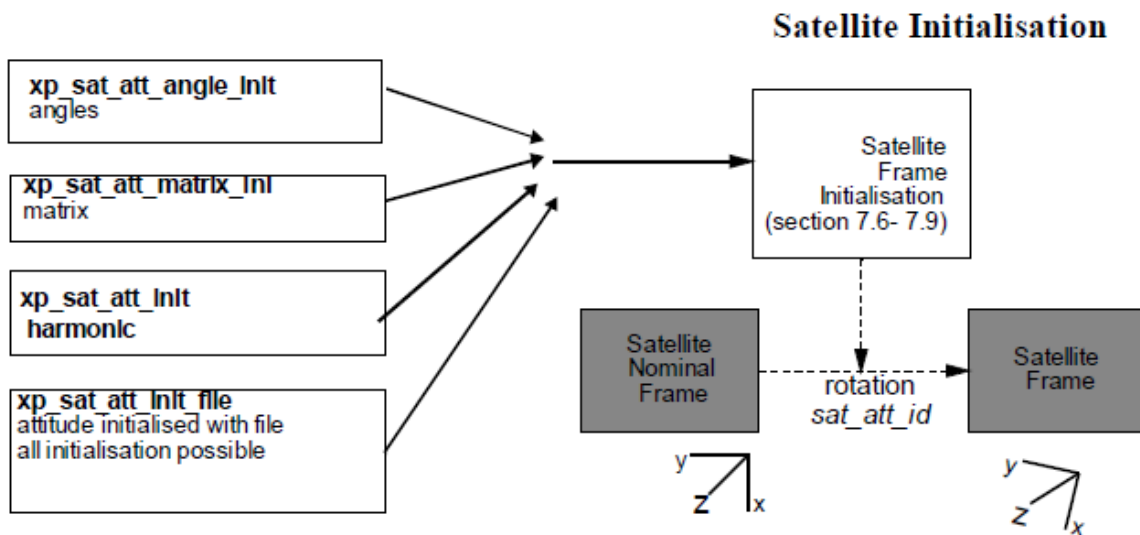 Satellite Initialisation
xp_sat_att_angle_init
angles
xp_sat_att_matrix_ini
matrix
xp_sat_att_init
harmonic
xp_sat_att_init_file
attitude initialised with file
all initialisation possible
Satellite
Frame
Initialisation
(section 7.6- 7.9)
Satellite
Nominal
Frame
rotation
sat_att_id
Satellite
Frame
y
z
x
y
z
x